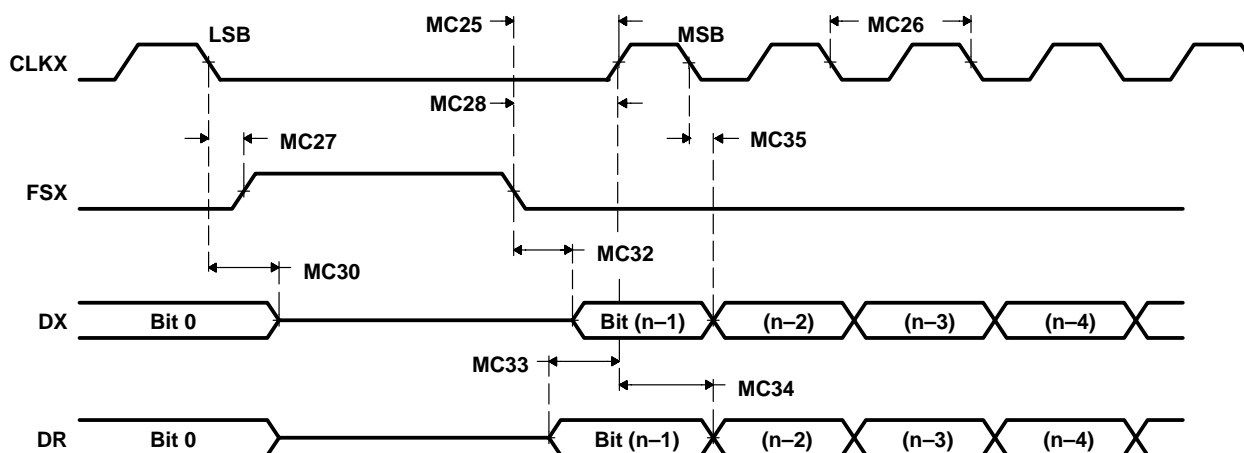 MC25
LSB
MSB
MC26
CLKX
MC28
MC27
MC35
FSX
MC30
MC32
DX
Bit 0
Bit (n–1)
(n–2)
(n–3)
(n–4)
MC33
MC34
DR
Bit 0
Bit (n–1)
(n–2)
(n–3)
(n–4)